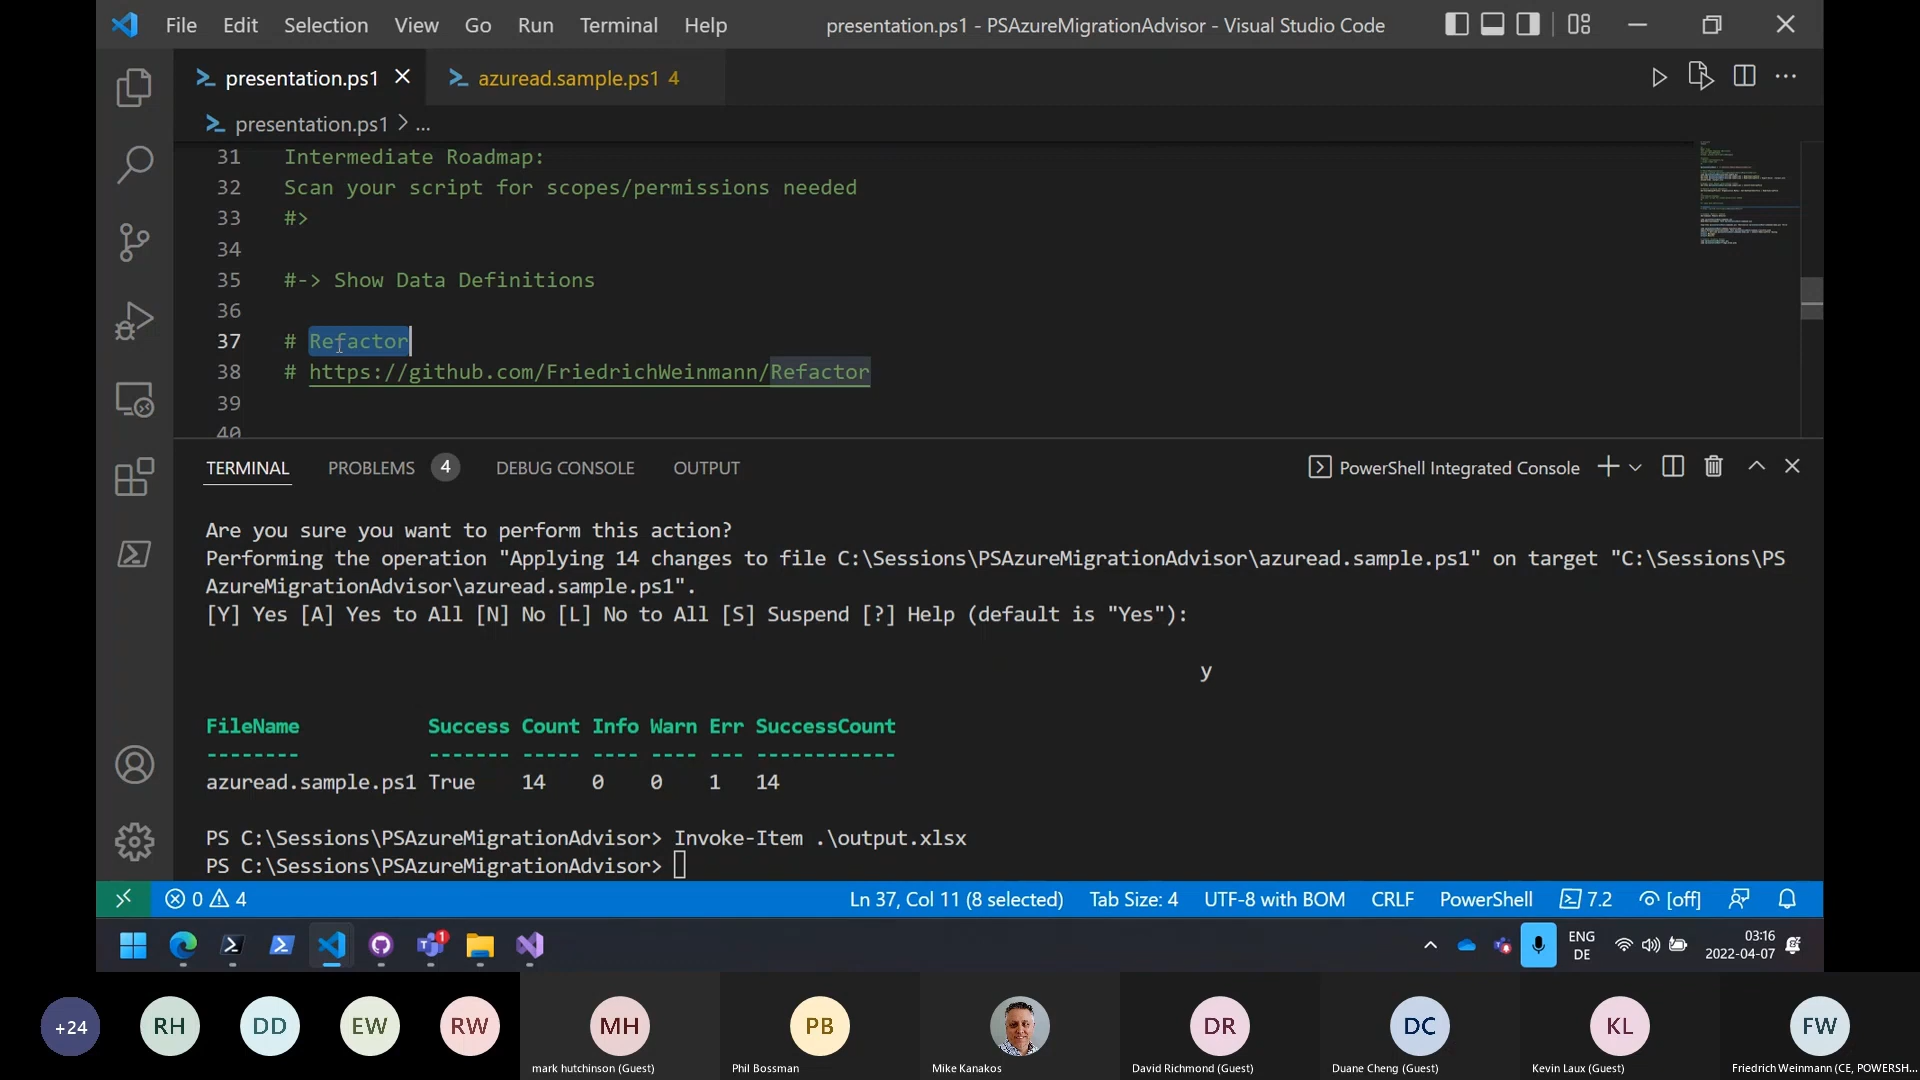 File Edit Selection View Go Run Terminal Help presentation.ps1 - PSAzureMigrationAdvisor - Visual Studio Code
presentation.ps1 azuread.sample.ps1 4
presentation.ps1 > ...
31 Intermediate Roadmap:
32 Scan your script for scopes/permissions needed
33 #>
34
35 #-> Show Data Definitions
36
37 # Refactor
38 # https://github.com/FriedrichWeinmann/Refactor
39
40
TERMINAL PROBLEMS 4 DEBUG CONSOLE OUTPUT PowerShell Integrated Console
Are you sure you want to perform this action?
Performing the operation "Applying 14 changes to file C:\Sessions\PSAzureMigrationAdvisor\azuread.sample.ps1" on target "C:\Sessions\PS
AzureMigrationAdvisor\azuread.sample.ps1".
[Y] Yes [A] Yes to All [N] No [L] No to All [S] Suspend [?] Help (default is "Yes"):
y
FileName Success Count Info Warn Err SuccessCount
-------- ------- ----- ---- ---- --- ------------
azuread.sample.ps1 True 14 0 0 1 14
PS C:\Sessions\PSAzureMigrationAdvisor> Invoke-Item .\output.xlsx
PS C:\Sessions\PSAzureMigrationAdvisor>
0 4 Ln 37, Col 11 (8 selected) Tab Size: 4 UTF-8 with BOM CRLF PowerShell 7.2 [off]
1 ENG 03:16
DE 2022-04-07
+24 RH DD EW RW MH PB DR DC KL FW
mark hutchinson (Guest) Phil Bossman Mike Kanakos David Richmond (Guest) Duane Cheng (Guest) Kevin Laux (Guest) Friedrich Weinmann (CE, POWERSH...